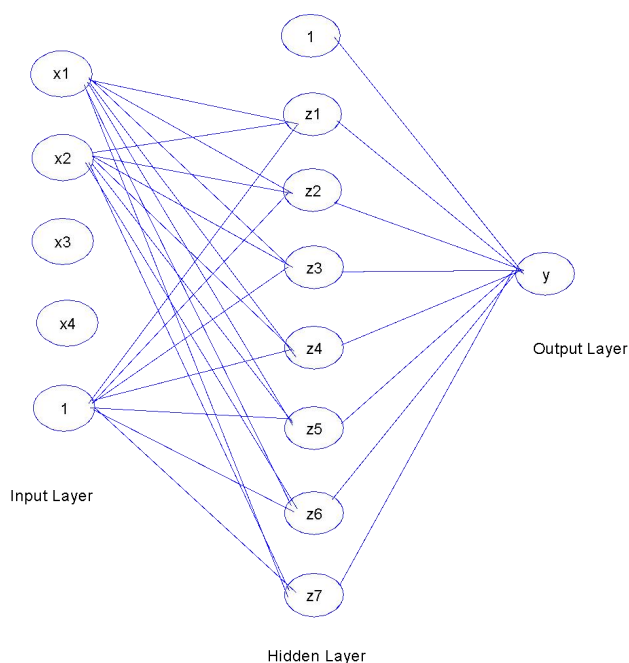 x1
x2
x3
x4
1
Input Layer
1
z1
z2
z3
z4
z5
z6
z7
Hidden Layer
y
Output Layer